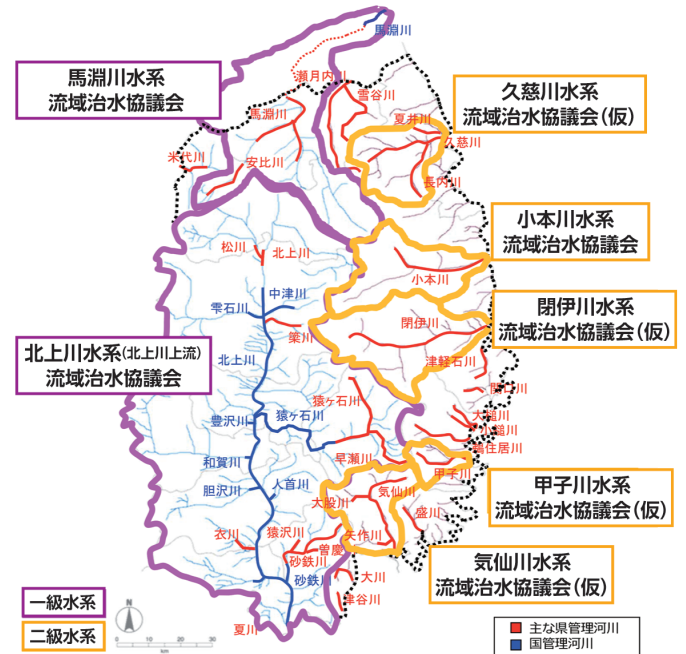 馬淵川
馬淵川水系
流域治水協議会
瀬月内川
雪谷川
久慈川水系
流域治水協議会(仮)
馬淵川
夏井川
久慈川
米代川
安比川
長内川
小本川水系
流域治水協議会
松川
北上川
小本川
中津川
雫石川
閉伊川水系
流域治水協議会(仮)
閉伊川
簗川
北上川水系(北上川上流)
流域治水協議会
北上川
津軽石川
関口川
猿ヶ石川
豊沢川
猿ヶ石川
大槌川
小鎚川
鵜住居川
和賀川
早瀬川
甲子川
胆沢川
人首川
気仙川
大股川
甲子川水系
流域治水協議会(仮)
盛川
衣川
猿沢川
矢作川
曽慶
砂鉄川
気仙川水系
流域治水協議会(仮)
砂鉄川
大川
津谷川
一級水系
二級水系
N
夏川
0
10
20
30
km
主な県管理河川
国管理河川